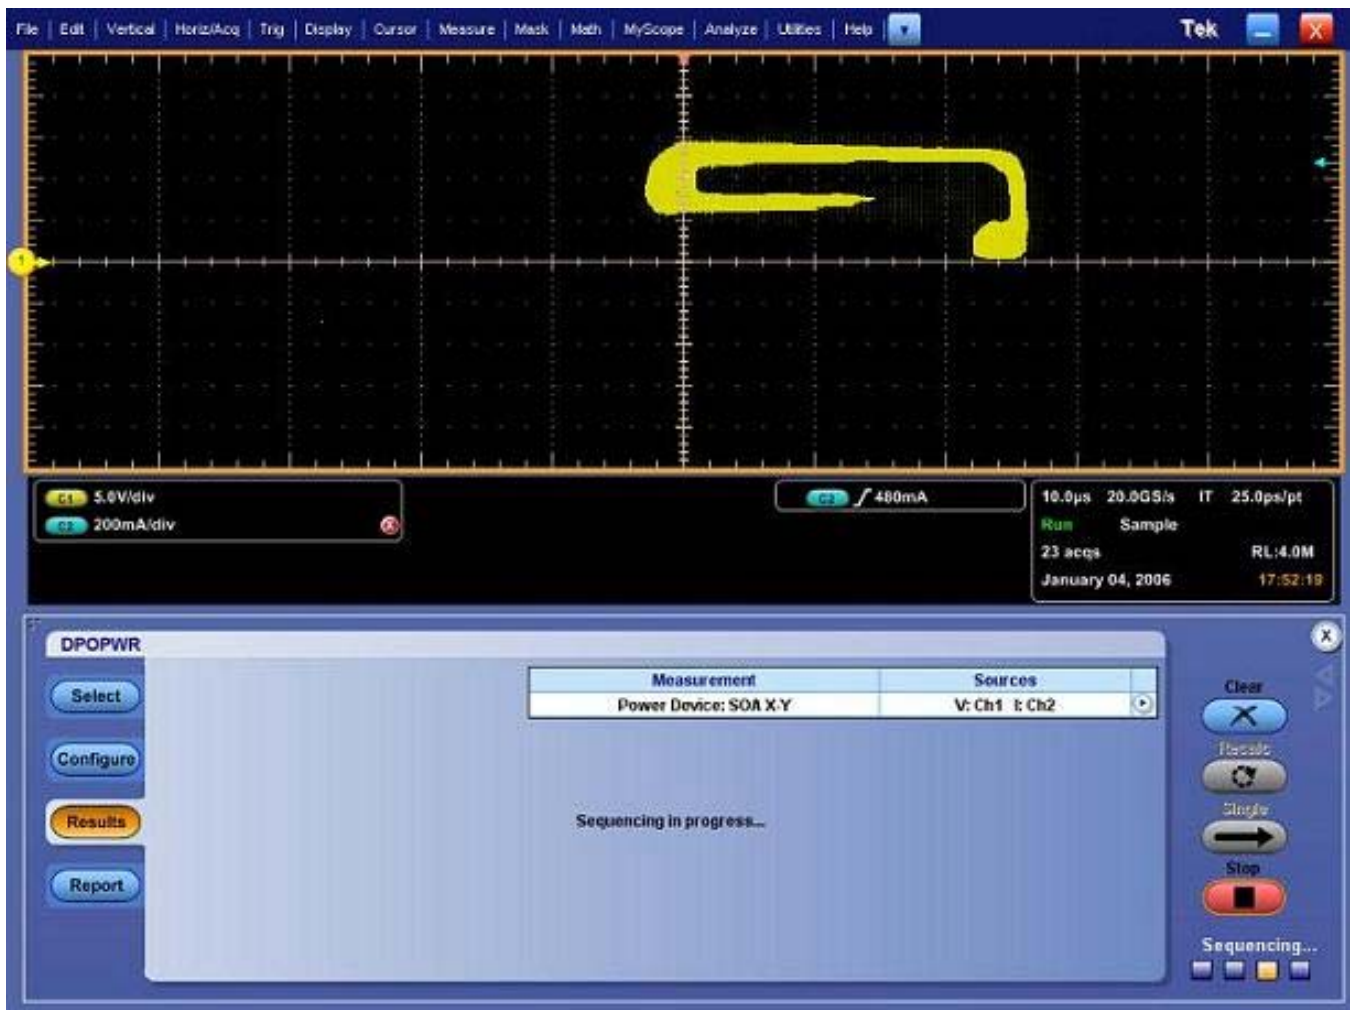 File | Edit | Vertical | Horiz/Acq | Trig | Display | Cursor | Measure | Mask | Math | MyScope | Analyze | Utilities | Help
Tek
X
1
C1 5.0V/div
C2 200mA/div
C2 480mA
10.0µs 20.0GS/s IT 25.0ps/pt
Run Sample
23 acqs RL:4.0M
January 04, 2006 17:52:19
DPOPWR
X
Select
Configure
Results
Report
Measurement Sources
Power Device: SOA X-Y V: Ch1 I: Ch2
Sequencing in progress...
Clear
Recalc
Single
Stop
Sequencing...